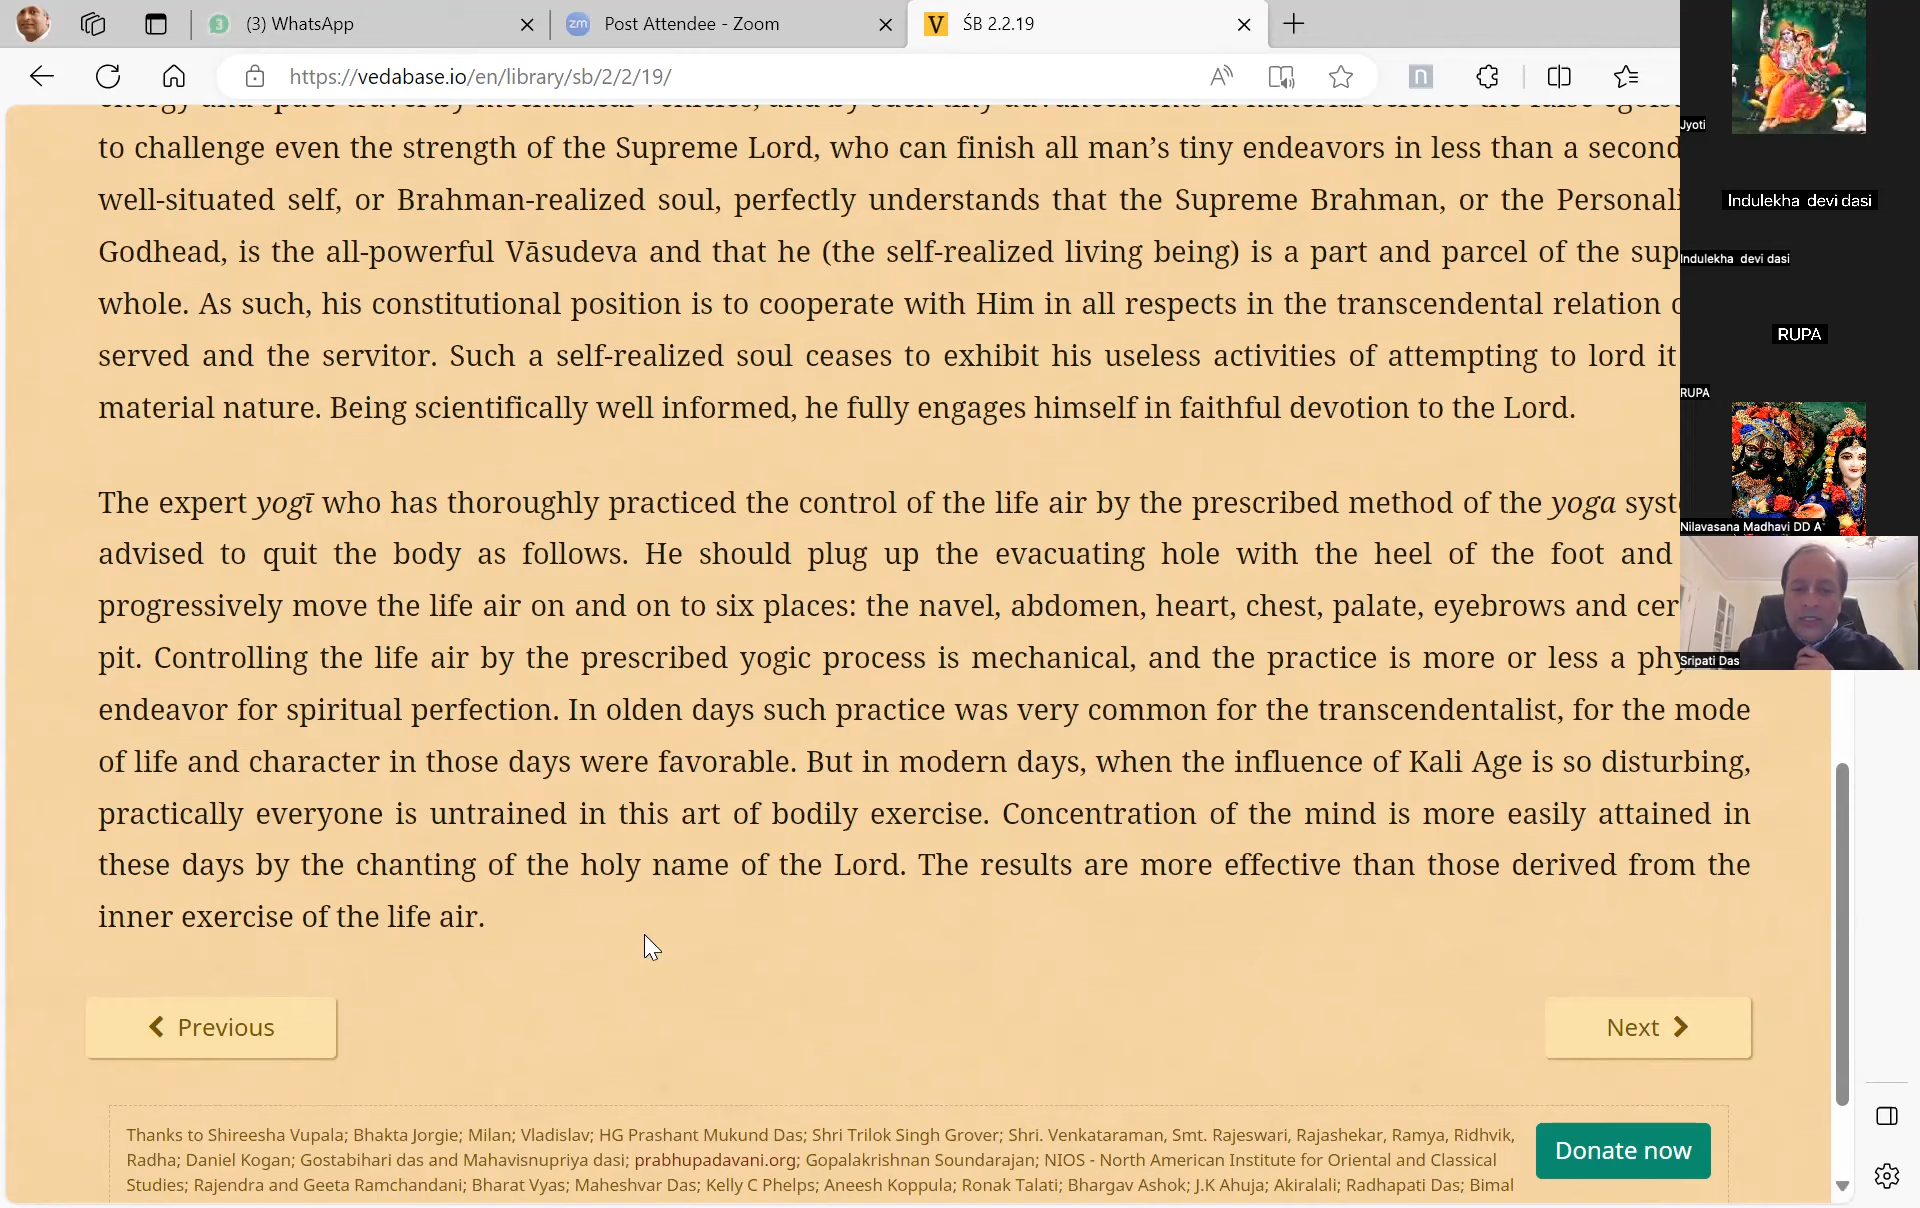 (3) WhatsApp
Post Attendee - Zoom
ŚB 2.2.19
https://vedabase.io/en/library/sb/2/2/19/
to challenge even the strength of the Supreme Lord, who can finish all man’s tiny endeavors in less than a second
well-situated self, or Brahman-realized soul, perfectly understands that the Supreme Brahman, or the Personali
Godhead, is the all-powerful Vāsudeva and that he (the self-realized living being) is a part and parcel of the sup
whole. As such, his constitutional position is to cooperate with Him in all respects in the transcendental relation
served and the servitor. Such a self-realized soul ceases to exhibit his useless activities of attempting to lord it
material nature. Being scientifically well informed, he fully engages himself in faithful devotion to the Lord.
The expert yogī who has thoroughly practiced the control of the life air by the prescribed method of the yoga syst
advised to quit the body as follows. He should plug up the evacuating hole with the heel of the foot and
progressively move the life air on and on to six places: the navel, abdomen, heart, chest, palate, eyebrows and cer
pit. Controlling the life air by the prescribed yogic process is mechanical, and the practice is more or less a phy
endeavor for spiritual perfection. In olden days such practice was very common for the transcendentalist, for the mode
of life and character in those days were favorable. But in modern days, when the influence of Kali Age is so disturbing,
practically everyone is untrained in this art of bodily exercise. Concentration of the mind is more easily attained in
these days by the chanting of the holy name of the Lord. The results are more effective than those derived from the
inner exercise of the life air.
Previous
Next
Thanks to Shireesha Vupala; Bhakta Jorgie; Milan; Vladislav; HG Prashant Mukund Das; Shri Trilok Singh Grover; Shri. Venkataraman, Smt. Rajeswari, Rajashekar, Ramya, Ridhvik,
Radha; Daniel Kogan; Gostabihari das and Mahavisnupriya dasi; prabhupadavani.org; Gopalakrishnan Soundarajan; NIOS - North American Institute for Oriental and Classical
Studies; Rajendra and Geeta Ramchandani; Bharat Vyas; Maheshvar Das; Kelly C Phelps; Aneesh Koppula; Ronak Talati; Bhargav Ashok; J.K Ahuja; Akiralali; Radhapati Das; Bimal
Donate now
Jyoti
Indulekha devi dasi
Indulekha devi dasi
RUPA
RUPA
Nilavasana Madhavi DD A
Sripati Das